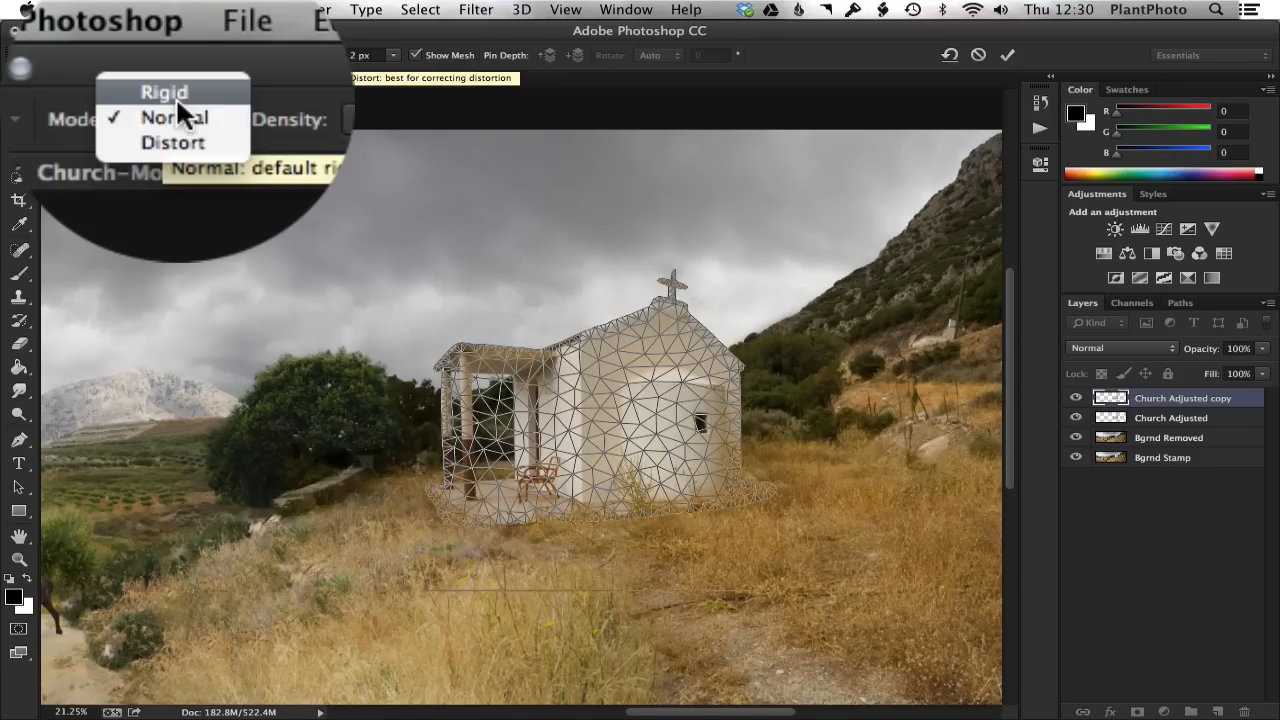 Photoshop File E
er Type Select Filter 3D View Window Help Thu 12:30 PlantPhoto
Adobe Photoshop CC
Mode Rigid
✓ Normal Density: 2 px ✓ Show Mesh Pin Depth: Rotate: Auto 0 ° Essentials
Distort
Distort: best for correcting distortion
Church-Mo Normal: default ri
Color Swatches
R 0
G 0
B 0
Adjustments Styles
Add an adjustment
Layers Channels Paths
Kind
Normal Opacity: 100%
Lock: Fill: 100%
Church Adjusted copy
Church Adjusted
Bgrnd Removed
Bgrnd Stamp
21.25% Doc: 182.8M/522.4M